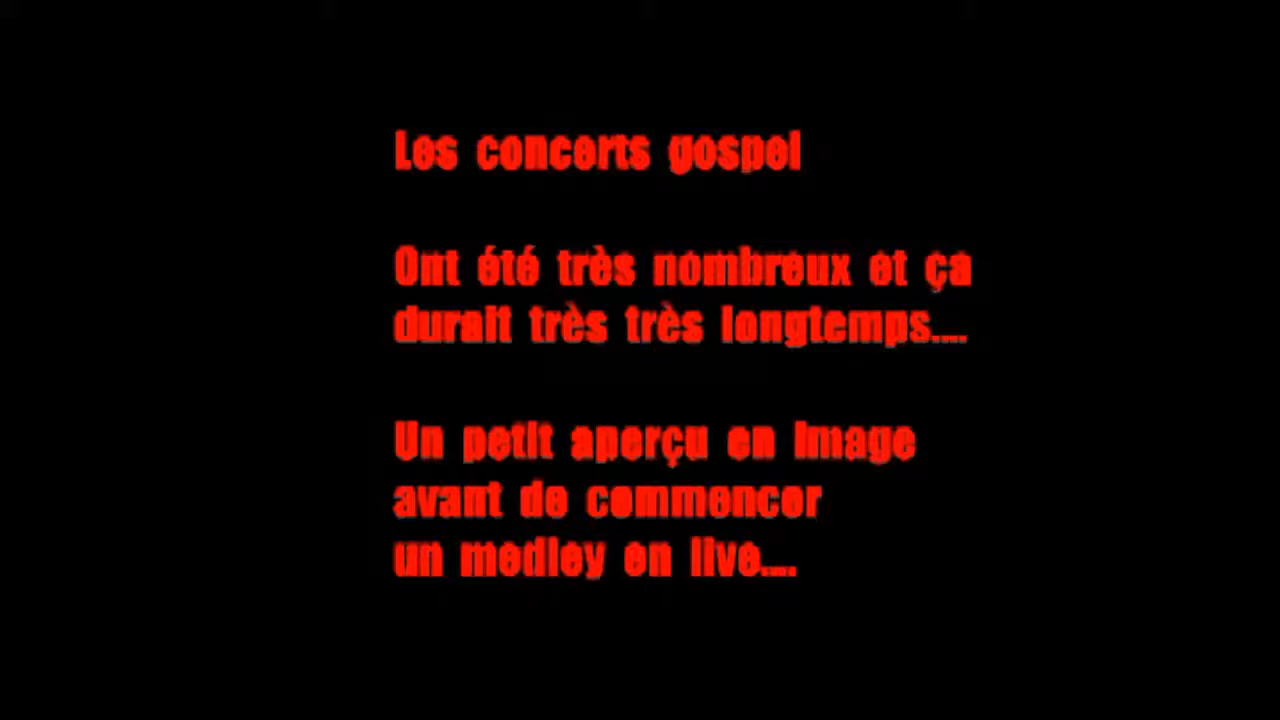 Les concerts gospel
Ont été très nombreux et ça
durait très très longtemps....
Un petit aperçu en image
avant de commencer
un medley en live....